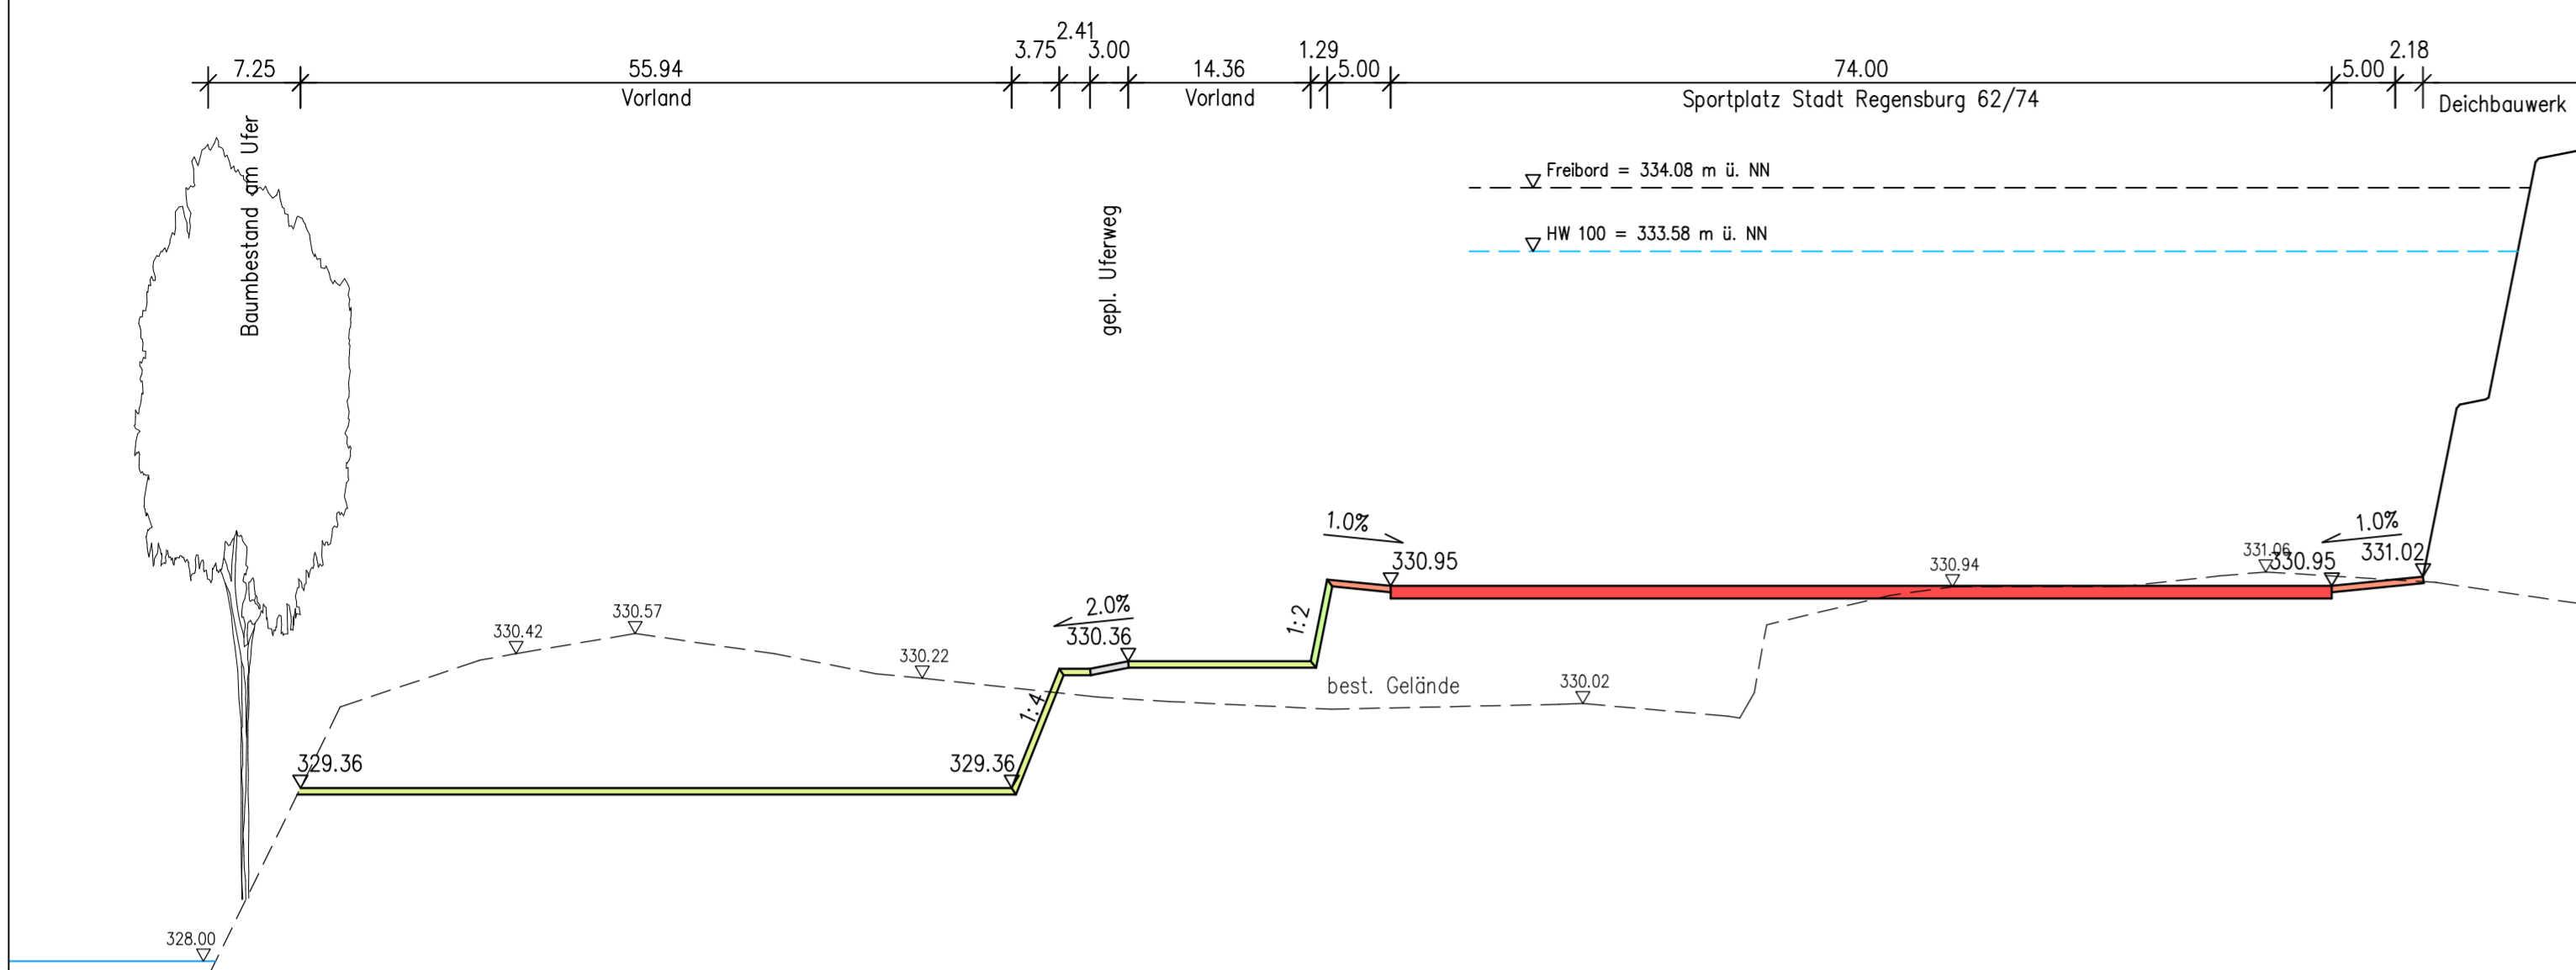 2.41
3.75 3.00 1.29 2.18
7.25 55.94 14.36 5.00 74.00 5.00
Vorland Vorland Sportplatz Stadt Regensburg 62/74 Deichbauwerk
Baumbestand am Ufer
gepl. Uferweg
Freibord = 334.08 m ü. NN
HW 100 = 333.58 m ü. NN
1.0% 1.0%
330.95 330.94 331.06 330.95 331.02
330.42 330.57 2.0% 1:2
330.36
330.22
best. Gelände 330.02
1:4
329.36 329.36
328.00